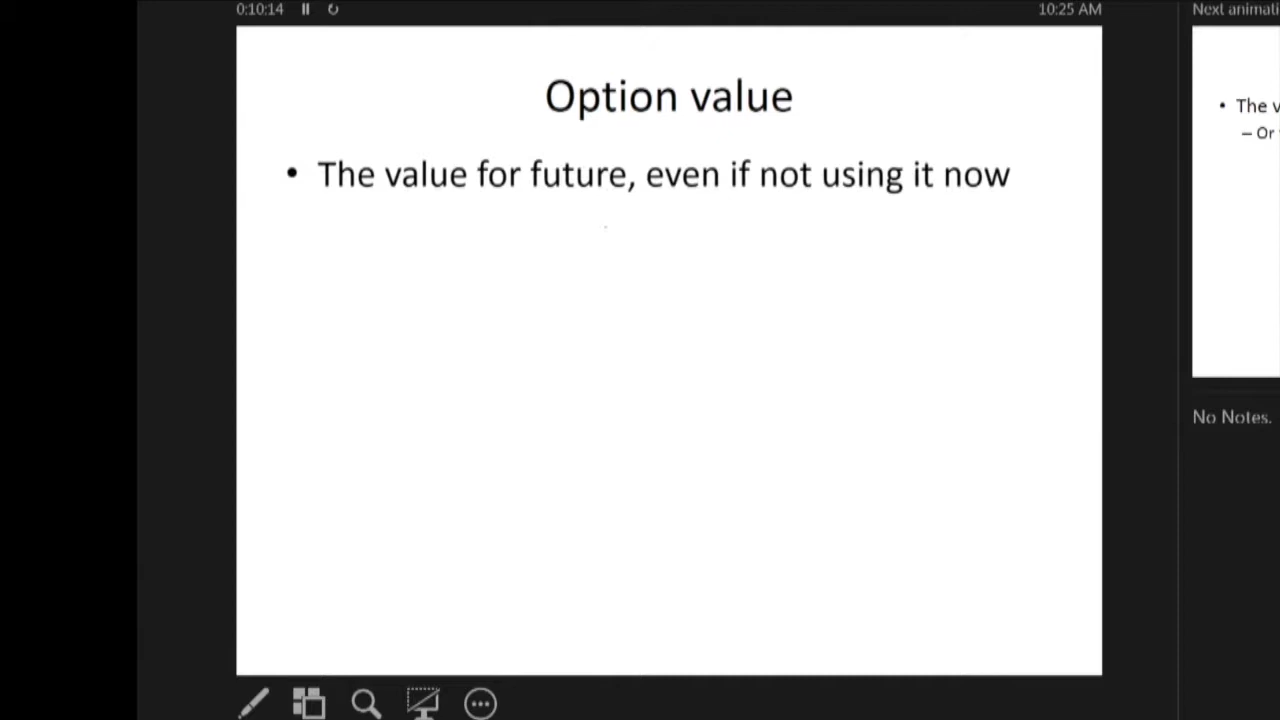 0:10:14
10:25 AM
Option value
• The value for future, even if not using it now
Next
• The
– Or
No Notes.